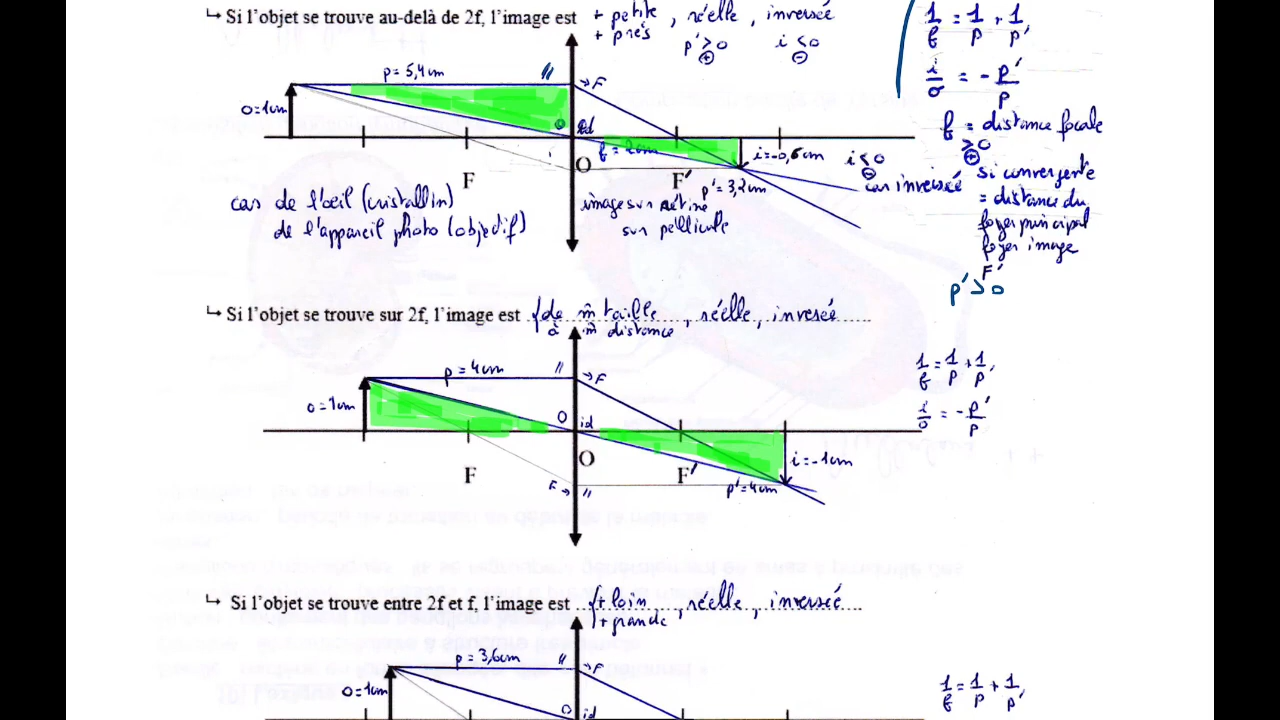 ↳ Si l'objet se trouve au-delà de 2f, l'image est + petite, réelle, inversée
+ près p' > 0 ⊕ i < 0 ⊖
1/f = 1/p + 1/p'
i/o = - p'/p
p = 5,4cm // → F
o=1cm
O id
f = 2cm
i=-0,6cm
i < 0 ⊖ car inversé
F O F' p' = 3,2cm
cas de l'oeil (cristallin) image sur rétine
de l'appareil photo (objectif) sur pellicule
f = distance focale
> 0 ⊕ si convergente
= distance du
foyer principal
foyer image
F'
p' > 0
↳ Si l'objet se trouve sur 2f, l'image est de m̂ taille, réelle, inversée
à m̂ distance
1/f = 1/p + 1/p'
i/o = - p'/p
p = 4cm // → F
o=1cm
O id
F O F' i=-1cm
F → // p' = 4cm
↳ Si l'objet se trouve entre 2f et f, l'image est + loin, réelle, inversée
+ grande
p = 3,6cm // → F
o=1cm
O id
1/f = 1/p + 1/p'